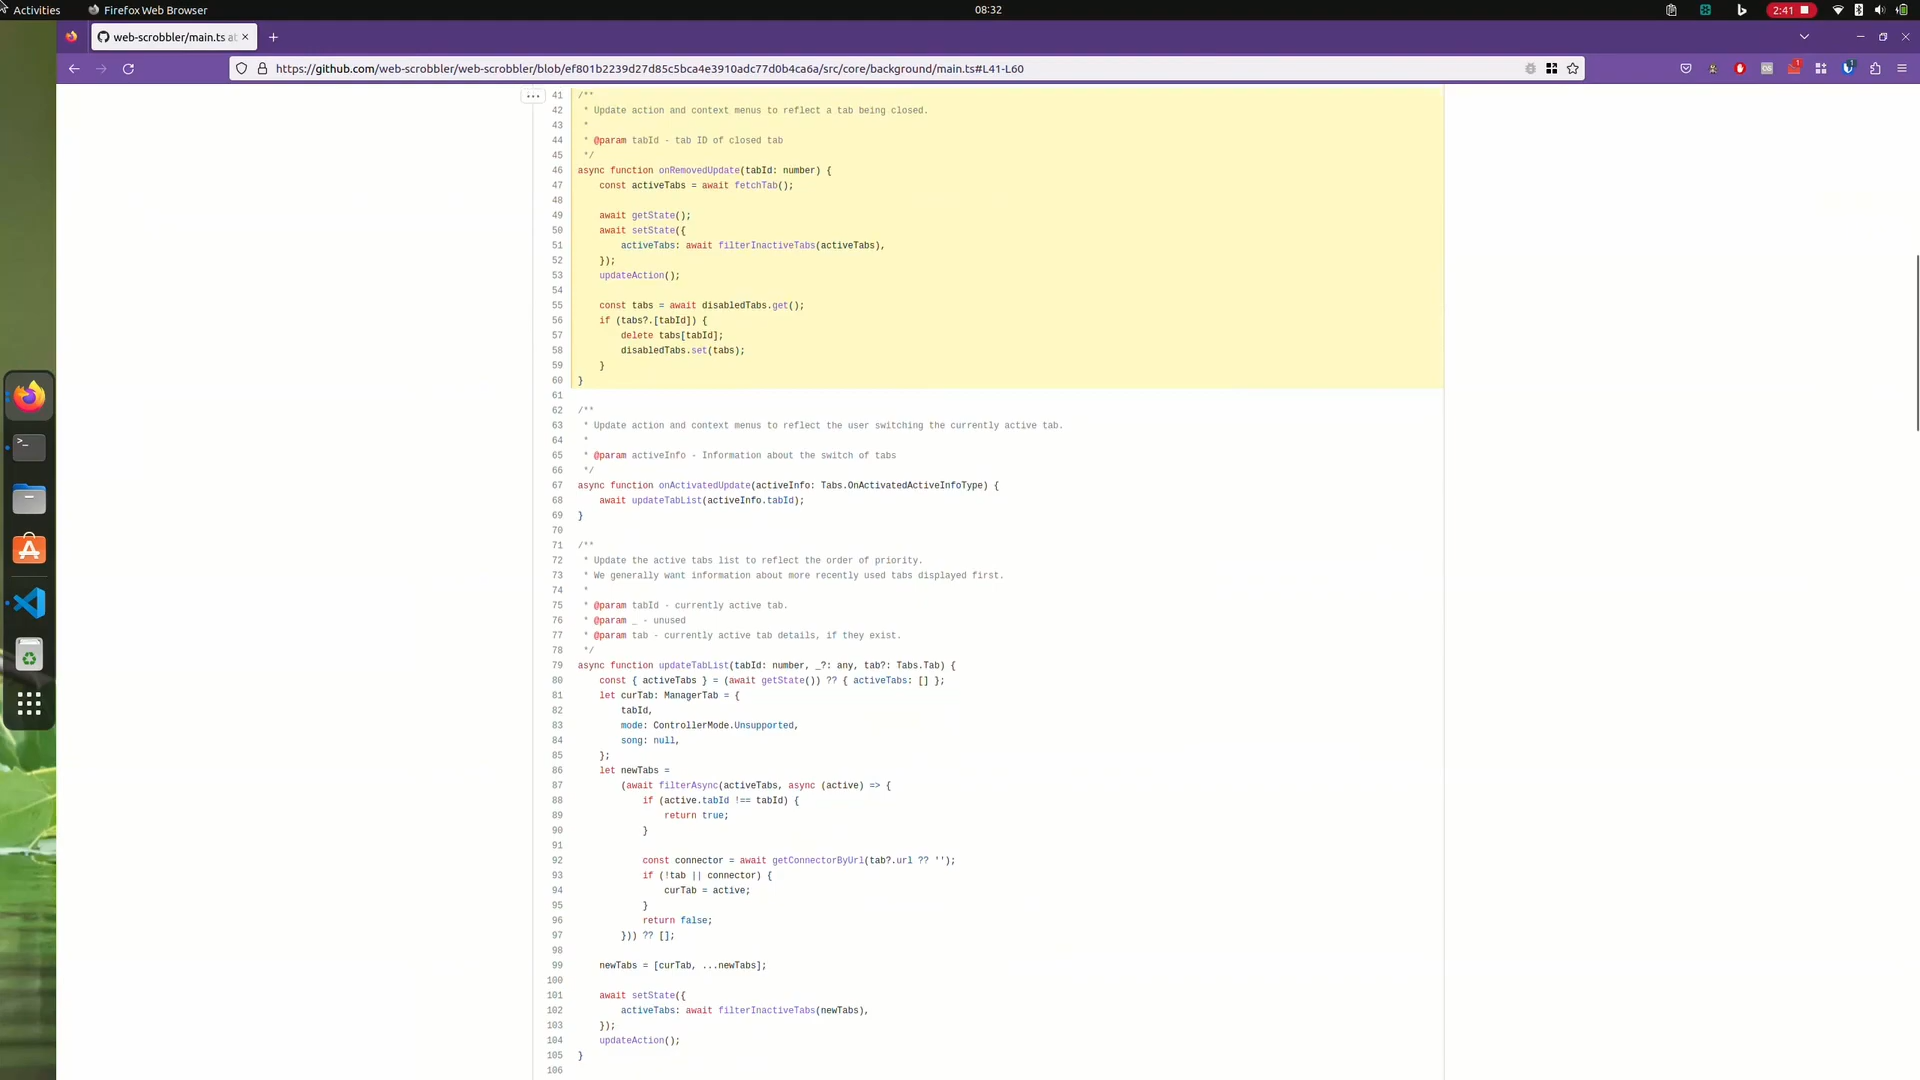 Activities
Firefox Web Browser
08:32
2:41
web-scrobbler/main.ts at
https://github.com/web-scrobbler/web-scrobbler/blob/ef801b2239d27d85c5bca4e3910adc77d0b4ca6a/src/core/background/main.ts#L41-L60
41 /**
42  * Update action and context menus to reflect a tab being closed.
43  *
44  * @param tabId - tab ID of closed tab
45  */
46 async function onRemovedUpdate(tabId: number) {
47     const activeTabs = await fetchTab();
48
49     await getState();
50     await setState({
51         activeTabs: await filterInactiveTabs(activeTabs),
52     });
53     updateAction();
54
55     const tabs = await disabledTabs.get();
56     if (tabs?.[tabId]) {
57         delete tabs[tabId];
58         disabledTabs.set(tabs);
59     }
60 }
61
62 /**
63  * Update action and context menus to reflect the user switching the currently active tab.
64  *
65  * @param activeInfo - Information about the switch of tabs
66  */
67 async function onActivatedUpdate(activeInfo: Tabs.OnActivatedActiveInfoType) {
68     await updateTabList(activeInfo.tabId);
69 }
70
71 /**
72  * Update the active tabs list to reflect the order of priority.
73  * We generally want information about more recently used tabs displayed first.
74  *
75  * @param tabId - currently active tab.
76  * @param _ - unused
77  * @param tab - currently active tab details, if they exist.
78  */
79 async function updateTabList(tabId: number, _?: any, tab?: Tabs.Tab) {
80     const { activeTabs } = (await getState()) ?? { activeTabs: [] };
81     let curTab: ManagerTab = {
82         tabId,
83         mode: ControllerMode.Unsupported,
84         song: null,
85     };
86     let newTabs =
87         (await filterAsync(activeTabs, async (active) => {
88             if (active.tabId !== tabId) {
89                 return true;
90             }
91
92             const connector = await getConnectorByUrl(tab?.url ?? '');
93             if (!tab || connector) {
94                 curTab = active;
95             }
96             return false;
97         })) ?? [];
98
99     newTabs = [curTab, ...newTabs];
100
101     await setState({
102         activeTabs: await filterInactiveTabs(newTabs),
103     });
104     updateAction();
105 }
106